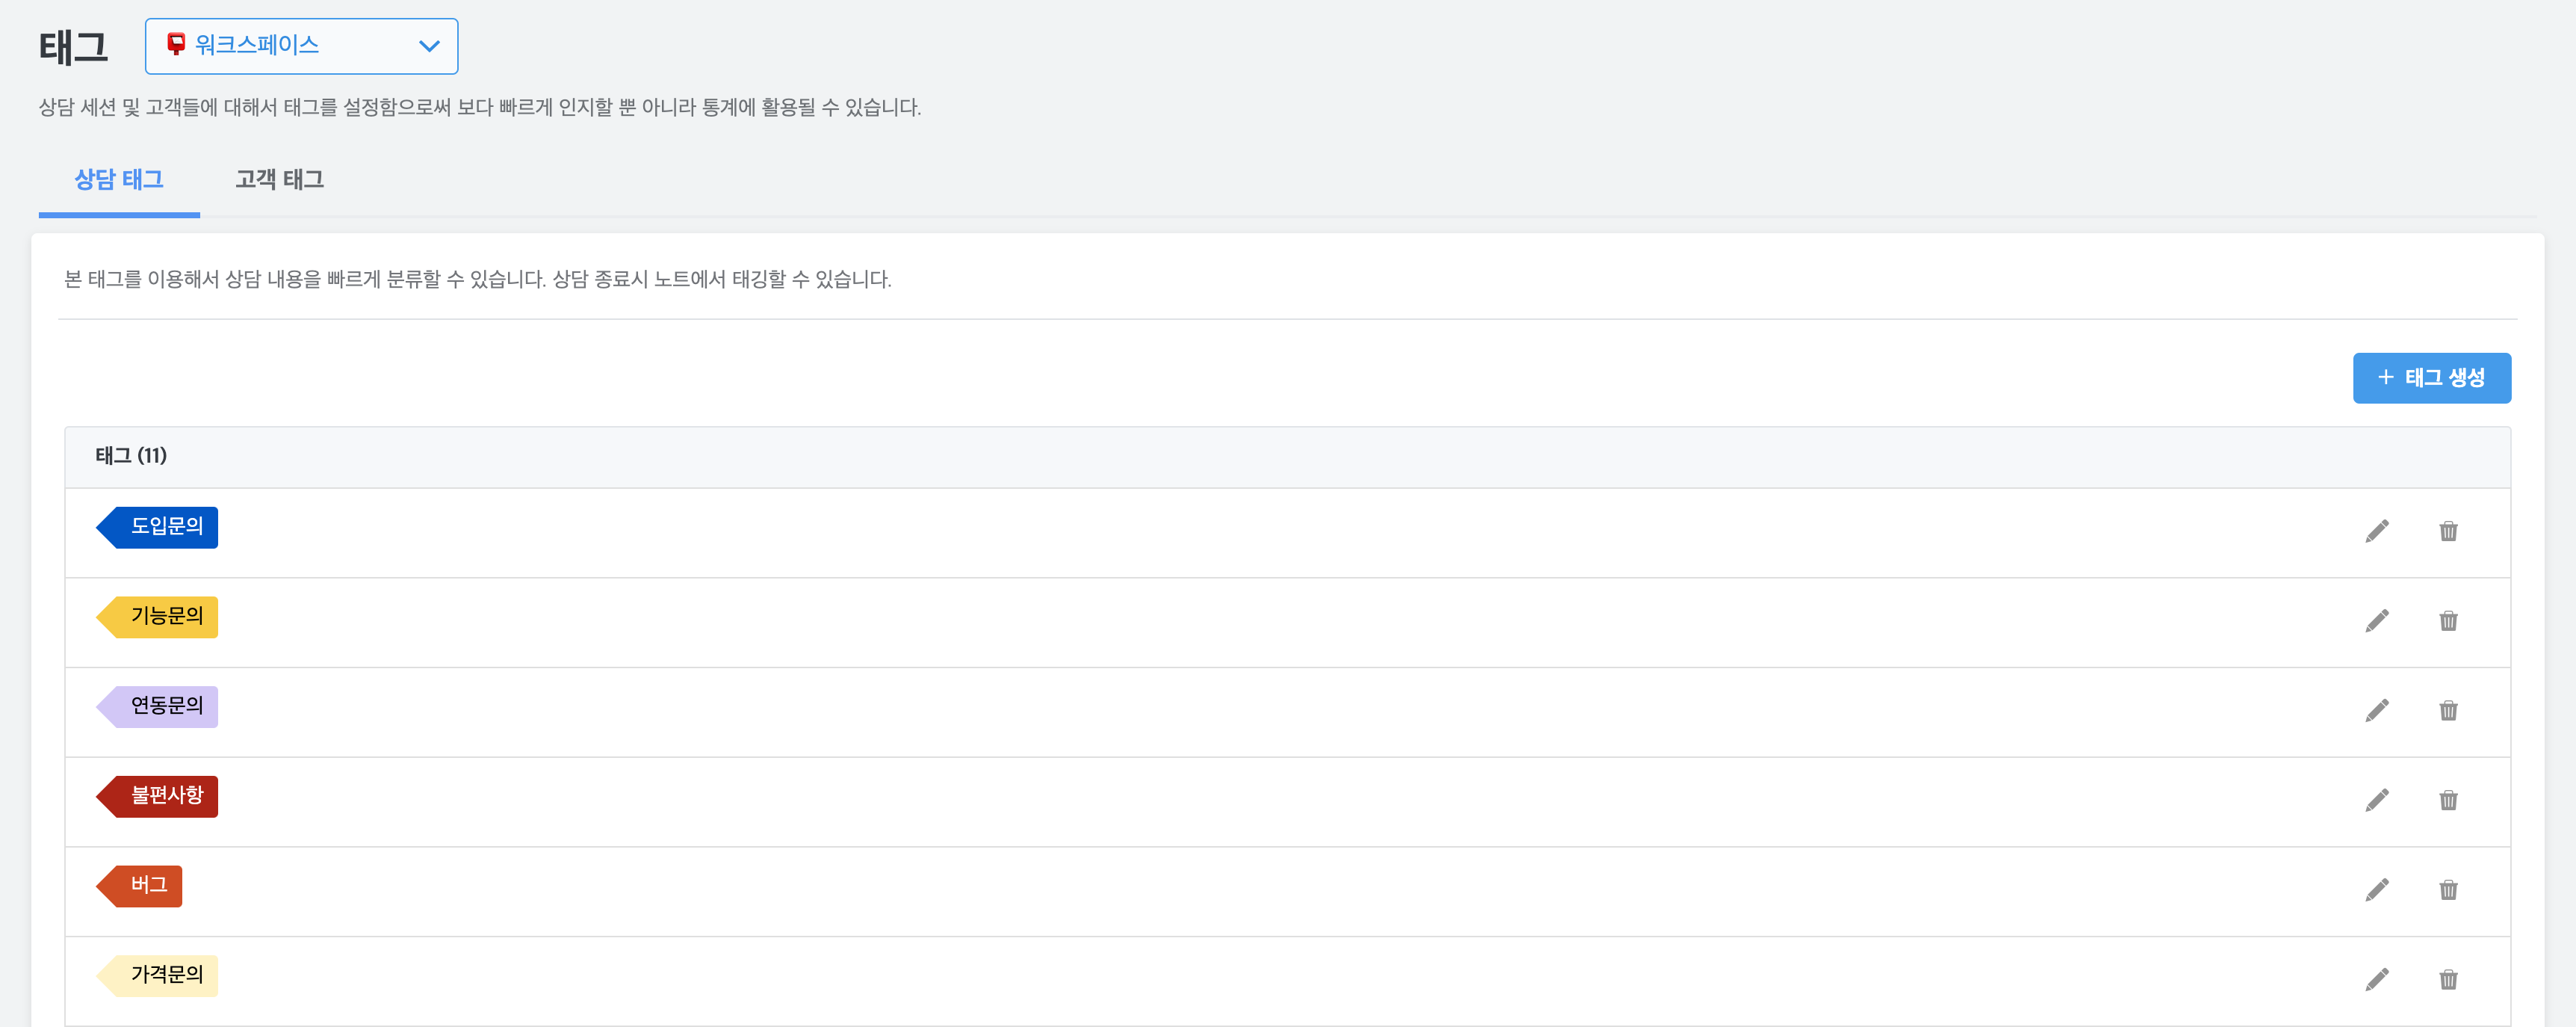 태그
워크스페이스
상담 세션 및 고객들에 대해서 태그를 설정함으로써 보다 빠르게 인지할 뿐 아니라 통계에 활용될 수 있습니다.
상담 태그 고객 태그
본 태그를 이용해서 상담 내용을 빠르게 분류할 수 있습니다. 상담 종료시 노트에서 태깅할 수 있습니다.
+ 태그 생성
태그 (11)
도입문의
기능문의
연동문의
불편사항
버그
가격문의